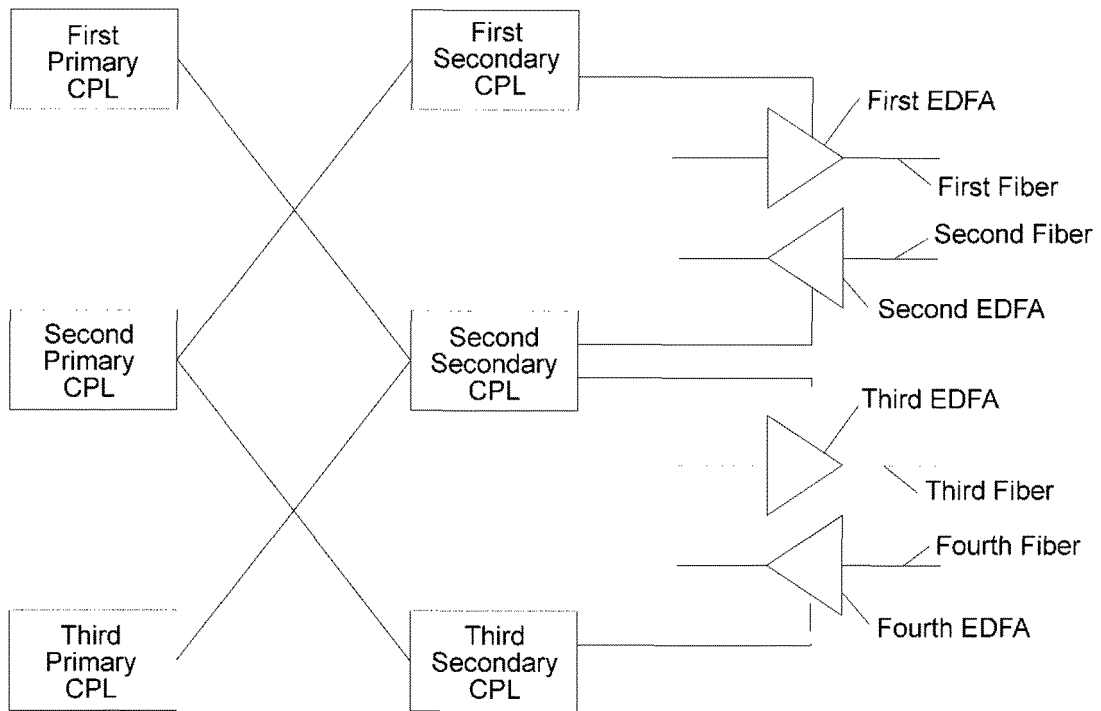 First
Primary
CPL
First
Secondary
CPL
First EDFA
First Fiber
Second Fiber
Second EDFA
Second
Primary
CPL
Second
Secondary
CPL
Third EDFA
Third Fiber
Fourth Fiber
Fourth EDFA
Third
Primary
CPL
Third
Secondary
CPL